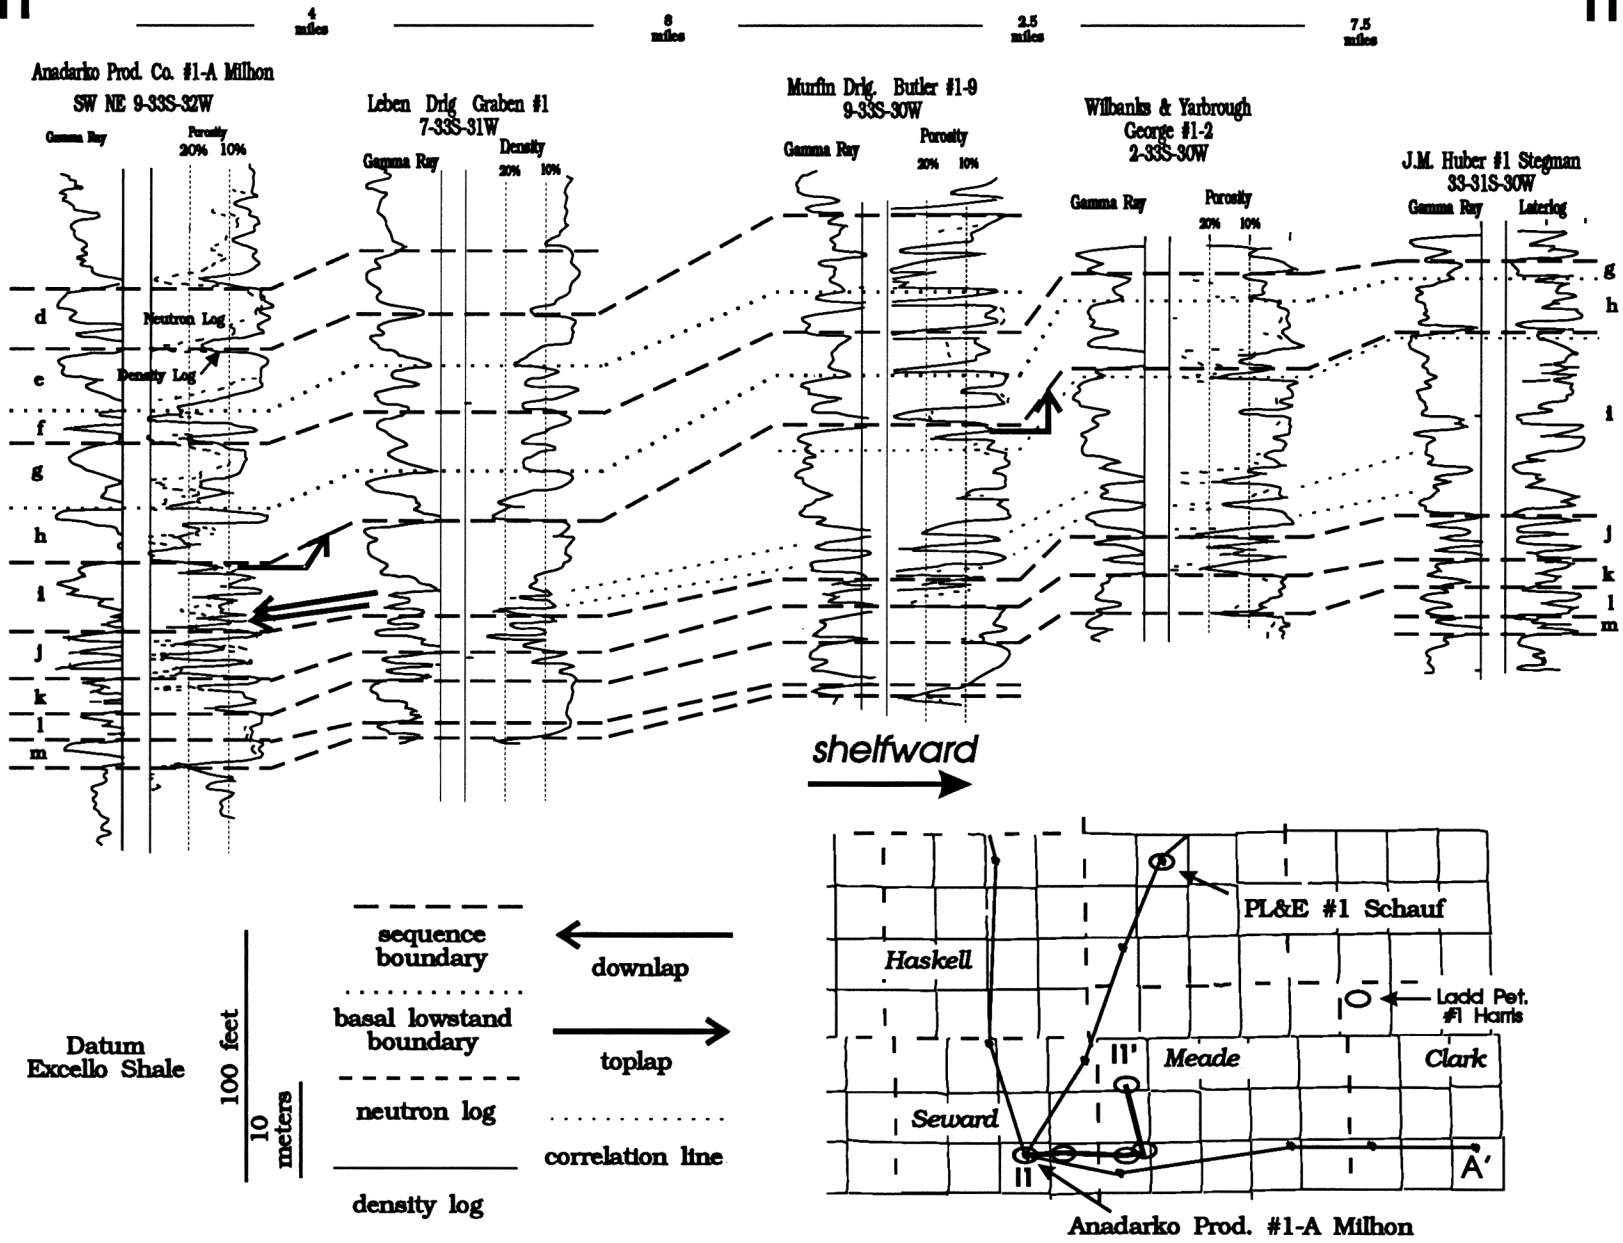 II
II'
4
miles
8
miles
2.5
miles
7.5
miles
Anadarko Prod. Co. #1-A Milhon
SW NE 9-33S-32W
Gamma Ray
Porosity
20% 10%
Leben Drlg Graben #1
7-33S-31W
Gamma Ray
Density
20% 10%
Murfin Drlg. Butler #1-9
9-33S-30W
Gamma Ray
Porosity
20% 10%
Wilbanks & Yarbrough
George #1-2
2-33S-30W
Gamma Ray
Porosity
20% 10%
J.M. Huber #1 Stegman
33-31S-30W
Gamma Ray
Laterlog
d
e
f
g
h
i
j
k
l
m
Neutron Log
Density Log
g
h
i
j
k
l
m
shelfward
Datum
Excello Shale
100 feet
10
meters
sequence
boundary
basal lowstand
boundary
neutron log
density log
downlap
toplap
correlation line
PL&E #1 Schauf
Haskell
Ladd Pet.
#1 Harris
II'
Meade
Clark
Seward
II
A'
Anadarko Prod. #1-A Milhon